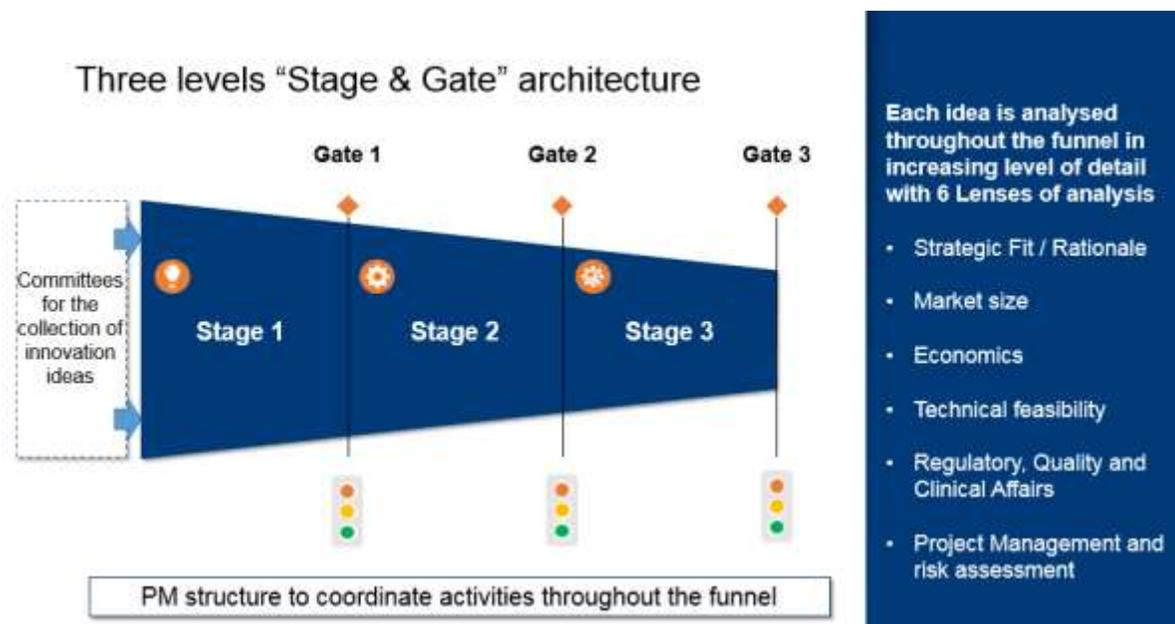 Three levels “Stage & Gate” architecture
Gate 1
Gate 2
Gate 3
Committees
for the
collection of
innovation
ideas
Stage 1
Stage 2
Stage 3
PM structure to coordinate activities throughout the funnel
Each idea is analysed
throughout the funnel in
increasing level of detail
with 6 Lenses of analysis
• Strategic Fit / Rationale
• Market size
• Economics
• Technical feasibility
• Regulatory, Quality and
Clinical Affairs
• Project Management and
risk assessment